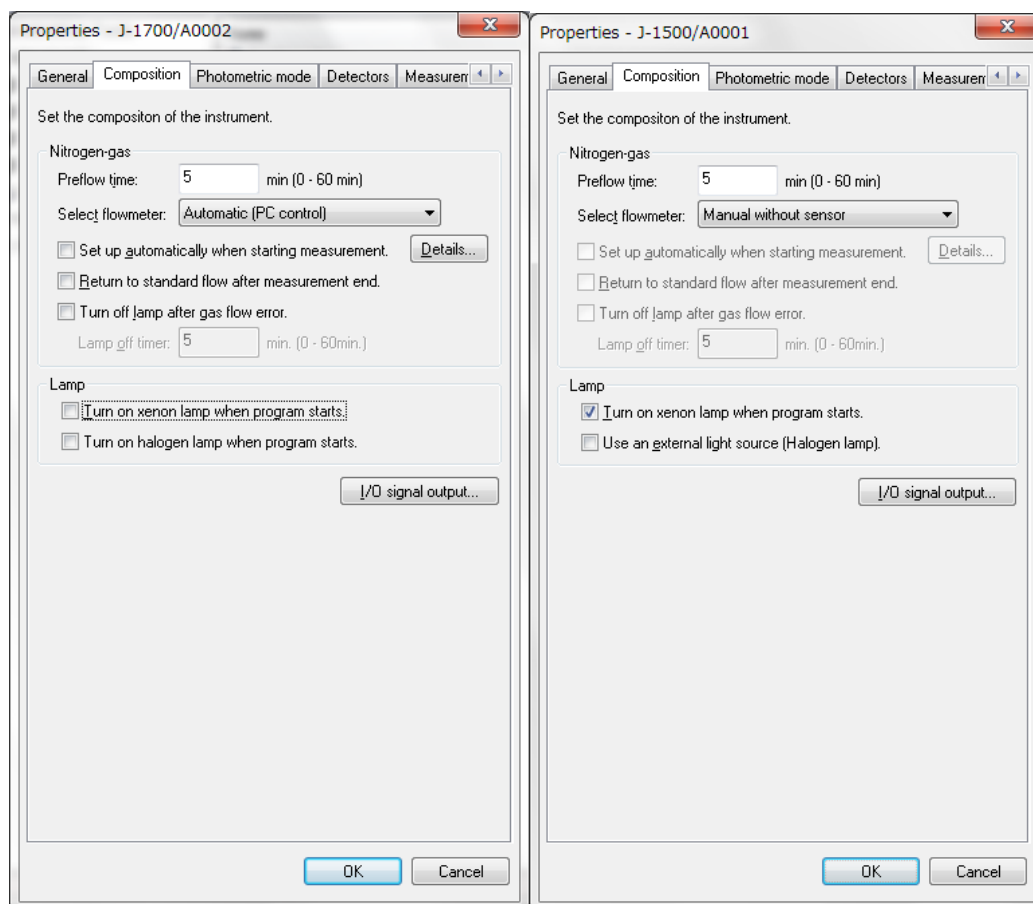 Properties - J-1700/A0002
General Composition Photometric mode Detectors Measurem
Set the compositon of the instrument.
Nitrogen-gas
Preflow time: 5 min (0 - 60 min)
Select flowmeter: Automatic (PC control)
Set up automatically when starting measurement. Details...
Return to standard flow after measurement end.
Turn off lamp after gas flow error.
Lamp off timer: 5 min. (0 - 60min.)
Lamp
Turn on xenon lamp when program starts.
Turn on halogen lamp when program starts.
I/O signal output...
OK Cancel
Properties - J-1500/A0001
General Composition Photometric mode Detectors Measurem
Set the compositon of the instrument.
Nitrogen-gas
Preflow time: 5 min (0 - 60 min)
Select flowmeter: Manual without sensor
Set up automatically when starting measurement. Details...
Return to standard flow after measurement end.
Turn off lamp after gas flow error.
Lamp off timer: 5 min. (0 - 60min.)
Lamp
Turn on xenon lamp when program starts.
Use an external light source (Halogen lamp).
I/O signal output...
OK Cancel